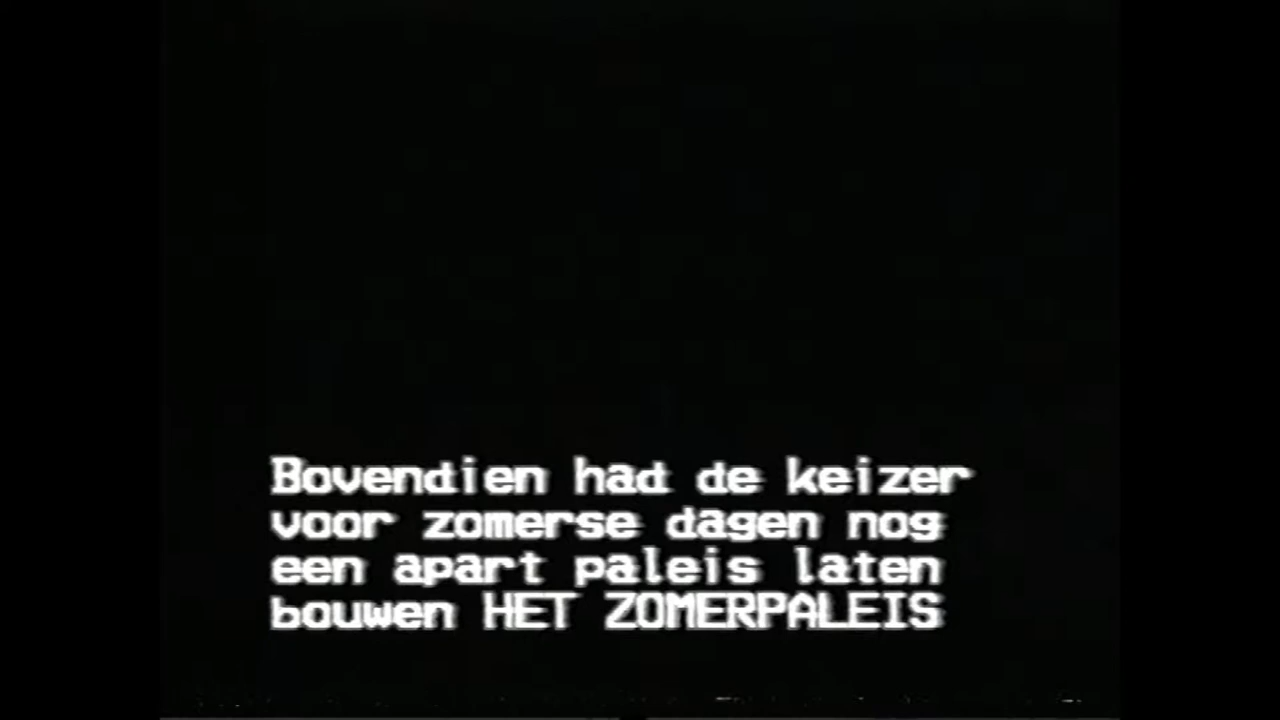 Bovendien had de keizer
voor zomerse dagen nog
een apart paleis laten
bouwen HET ZOMERPALEIS